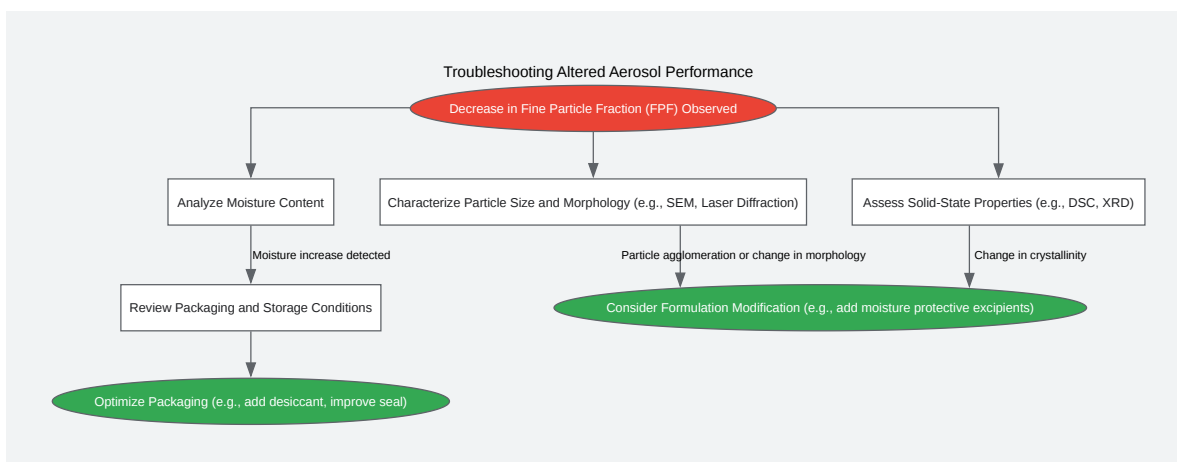 Troubleshooting Altered Aerosol Performance
Decrease in Fine Particle Fraction (FPF) Observed
Analyze Moisture Content
Characterize Particle Size and Morphology (e.g., SEM, Laser Diffraction)
Assess Solid-State Properties (e.g., DSC, XRD)
Moisture increase detected
Particle agglomeration or change in morphology
Change in crystallinity
Review Packaging and Storage Conditions
Consider Formulation Modification (e.g., add moisture protective excipients)
Optimize Packaging (e.g., add desiccant, improve seal)